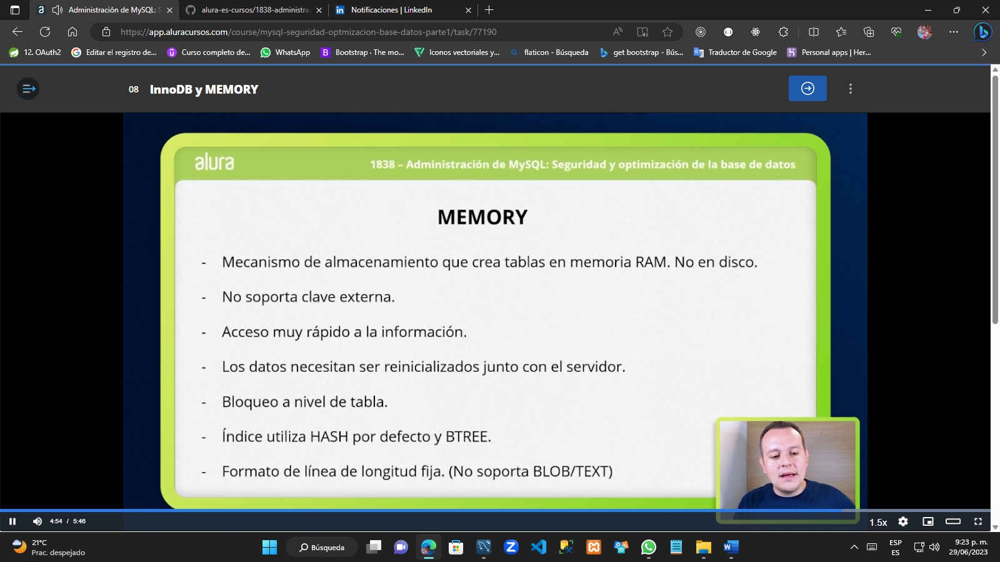 Administración de MySQL: S
alura-es-cursos/1838-administra
Notificaciones | LinkedIn
https://app.aluracursos.com/course/mysql-seguridad-optmizacion-base-datos-parte1/task/77190
12. OAuth2
Editar el registro de...
Curso completo de...
WhatsApp
Bootstrap · The mo...
Iconos vectoriales y...
flaticon - Búsqueda
get bootstrap - Bús...
Traductor de Google
Personal apps | Her...
08 InnoDB y MEMORY
alura
1838 – Administración de MySQL: Seguridad y optimización de la base de datos
MEMORY
- Mecanismo de almacenamiento que crea tablas en memoria RAM. No en disco.
- No soporta clave externa.
- Acceso muy rápido a la información.
- Los datos necesitan ser reinicializados junto con el servidor.
- Bloqueo a nivel de tabla.
- Índice utiliza HASH por defecto y BTREE.
- Formato de línea de longitud fija. (No soporta BLOB/TEXT)
4:54 / 5:46
1.5x
21°C
Prac. despejado
Búsqueda
ESP
ES
9:23 p. m.
29/06/2023